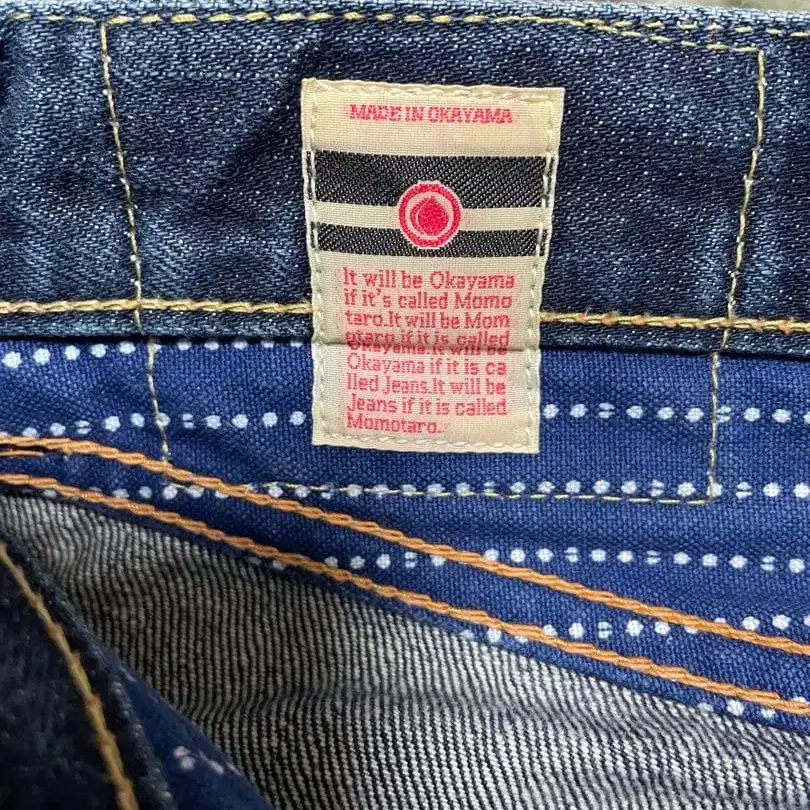 MADE IN OKAYAMA
It will be Okayama
if it's called Momo
taro.It will be Mom
otaro.if it is called
Okayama.It will be
Okayama if it is ca
lled Jeans.It will be
Jeans if it is called
Momotaro.